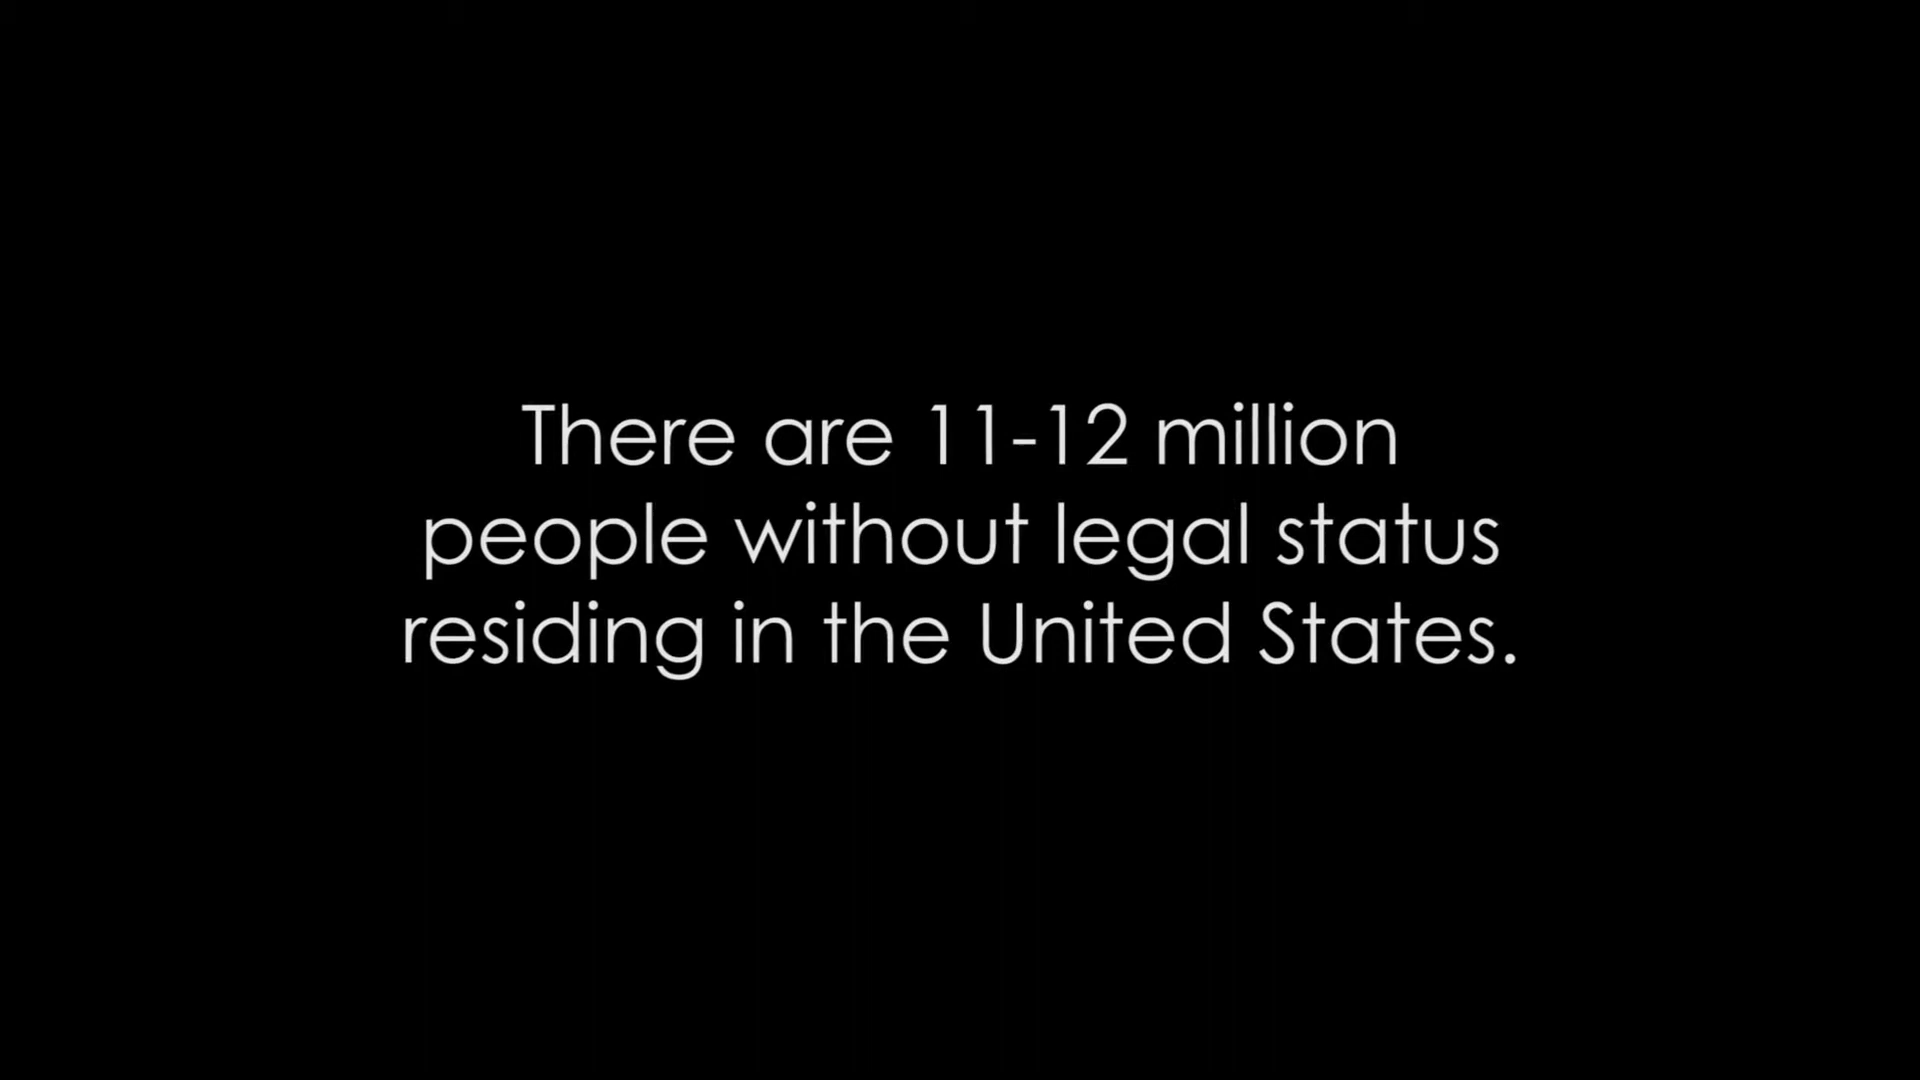 There are 11-12 million
people without legal status
residing in the United States.